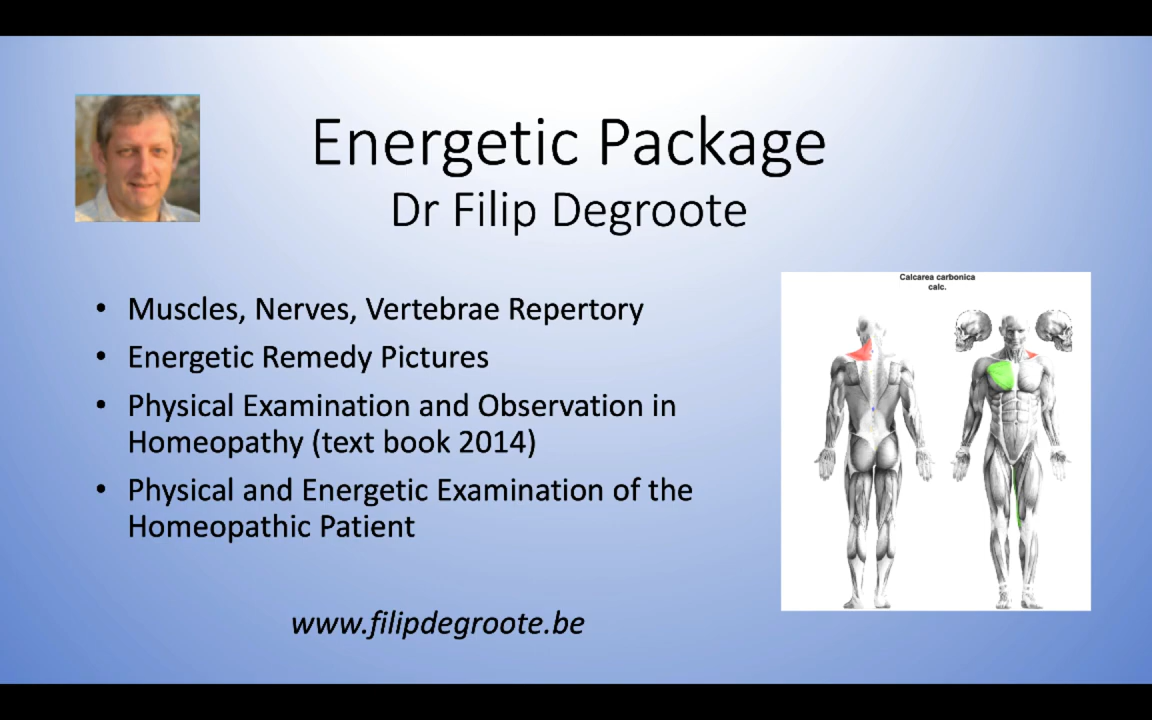 Energetic Package
Dr Filip Degroote
• Muscles, Nerves, Vertebrae Repertory
• Energetic Remedy Pictures
• Physical Examination and Observation in
Homeopathy (text book 2014)
• Physical and Energetic Examination of the
Homeopathic Patient
www.filipdegroote.be
Calcarea carbonica
calc.